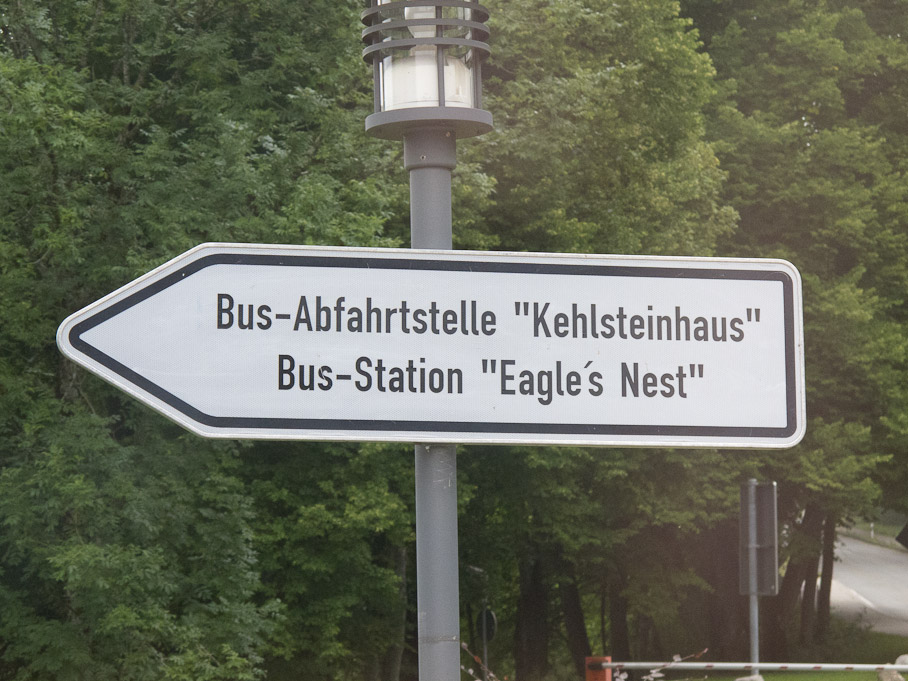 Bus-Abfahrtstelle "Kehlsteinhaus"
Bus-Station "Eagle´s Nest"